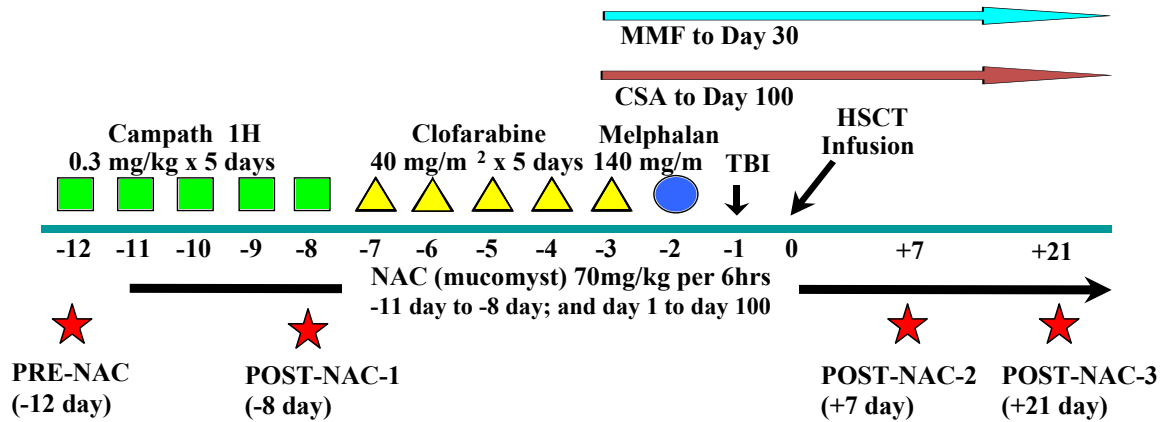 MMF to Day 30
CSA to Day 100
Campath 1H
0.3 mg/kg x 5 days
Clofarabine
40 mg/m 2 x 5 days
Melphalan
140 mg/m
TBI
HSCT
Infusion
-12 -11 -10 -9 -8 -7 -6 -5 -4 -3 -2 -1 0 +7 +21
NAC (mucomyst) 70mg/kg per 6hrs
-11 day to -8 day; and day 1 to day 100
PRE-NAC
(-12 day)
POST-NAC-1
(-8 day)
POST-NAC-2
(+7 day)
POST-NAC-3
(+21 day)